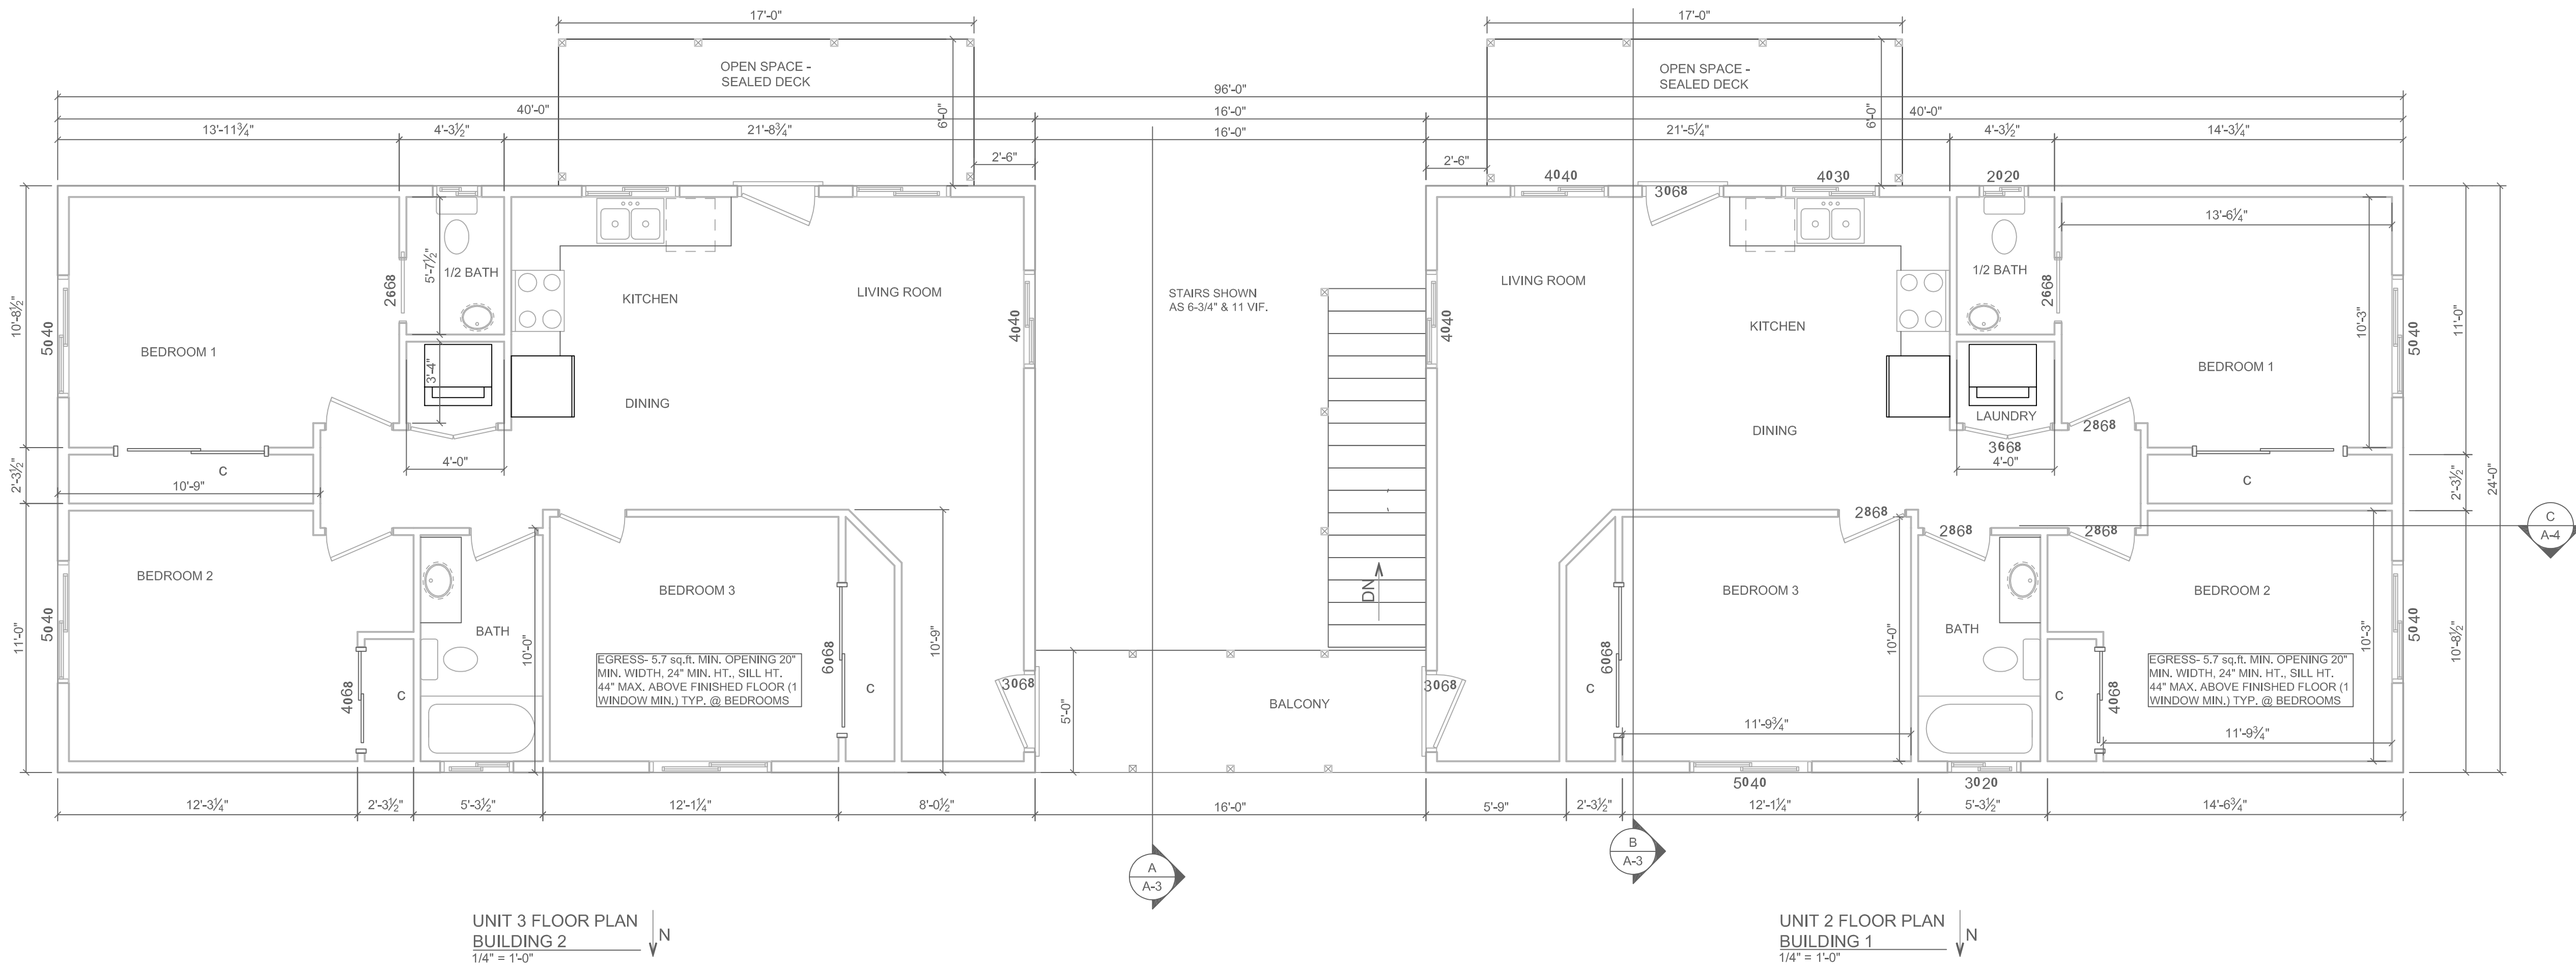 17'-0"
17'-0"
OPEN SPACE -
SEALED DECK
OPEN SPACE -
SEALED DECK
96'-0"
40'-0"
16'-0"
40'-0"
6'-0"
6'-0"
13'-11¾"
4'-3½"
21'-8¾"
16'-0"
21'-5¼"
4'-3½"
14'-3¼"
2'-6"
2'-6"
4040
3068
4030
2020
13'-6¼"
5'-7½"
1/2 BATH
2668
KITCHEN
LIVING ROOM
4040
STAIRS SHOWN
AS 6-3/4" & 11 VIF.
4040
LIVING ROOM
KITCHEN
1/2 BATH
2668
10'-3"
11'-0"
10'-8½"
5040
BEDROOM 1
3'-4"
DINING
DINING
LAUNDRY
3668
4'-0"
2868
BEDROOM 1
5040
4'-0"
2'-3½"
C
10'-9"
C
2'-3½"
24'-0"
2868
2868
2868
C
A-4
BEDROOM 2
BATH
10'-0"
BEDROOM 3
EGRESS- 5.7 sq.ft. MIN. OPENING 20"
MIN. WIDTH, 24" MIN. HT., SILL HT.
44" MAX. ABOVE FINISHED FLOOR (1
WINDOW MIN.) TYP. @ BEDROOMS
6068
C
10'-9"
3068
5'-0"
BALCONY
DN
3068
C
6068
BEDROOM 3
10'-0"
11'-9¾"
BATH
BEDROOM 2
10'-3"
EGRESS- 5.7 sq.ft. MIN. OPENING 20"
MIN. WIDTH, 24" MIN. HT., SILL HT.
44" MAX. ABOVE FINISHED FLOOR (1
WINDOW MIN.) TYP. @ BEDROOMS
C
4068
11'-9¾"
5040
10'-8½"
11'-0"
5040
4068
C
5040
3020
12'-3¼"
2'-3½"
5'-3½"
12'-1¼"
8'-0½"
16'-0"
5'-9"
2'-3½"
12'-1¼"
5'-3½"
14'-6¾"
A
A-3
B
A-3
UNIT 3 FLOOR PLAN
BUILDING 2
1/4" = 1'-0"
N
UNIT 2 FLOOR PLAN
BUILDING 1
1/4" = 1'-0"
N